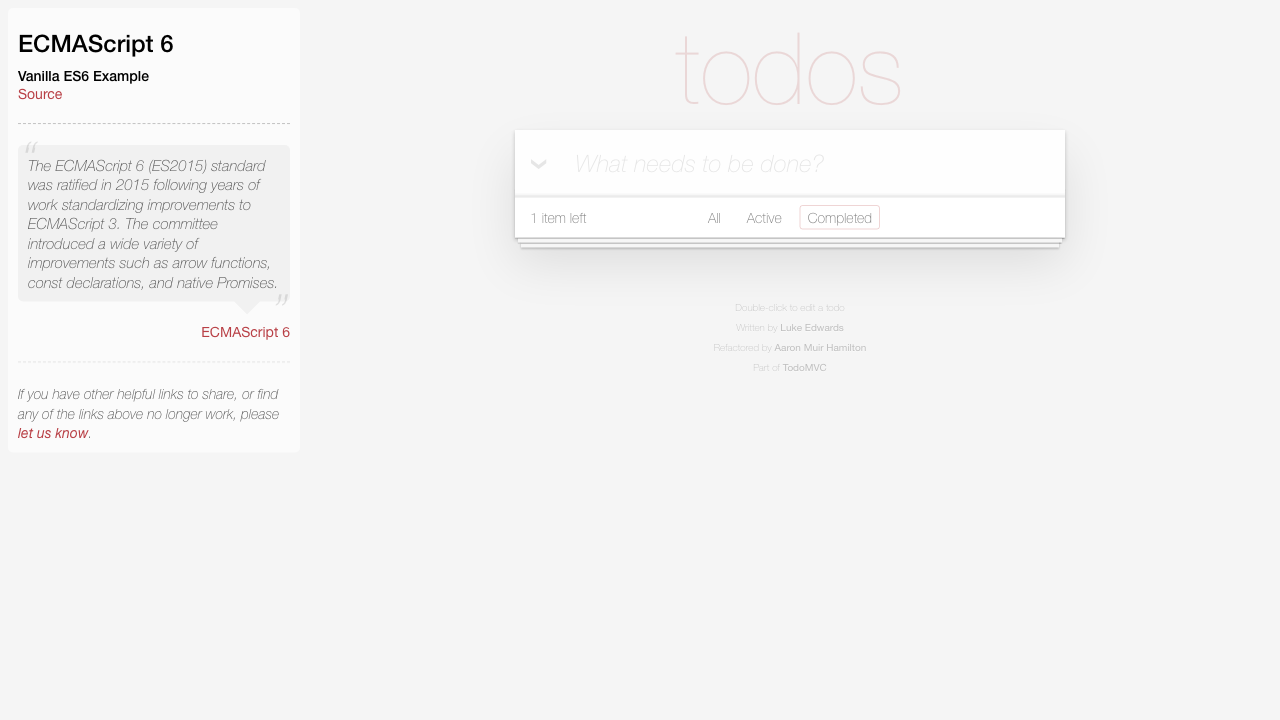 ECMAScript 6
Vanilla ES6 Example
Source
“
The ECMAScript 6 (ES2015) standard
was ratified in 2015 following years of
work standardizing improvements to
ECMAScript 3. The committee
introduced a wide variety of
improvements such as arrow functions,
const declarations, and native Promises.
”
ECMAScript 6
If you have other helpful links to share, or find
any of the links above no longer work, please
let us know.
todos
What needs to be done?
1 item left All Active Completed
Double-click to edit a todo
Written by Luke Edwards
Refactored by Aaron Muir Hamilton
Part of TodoMVC